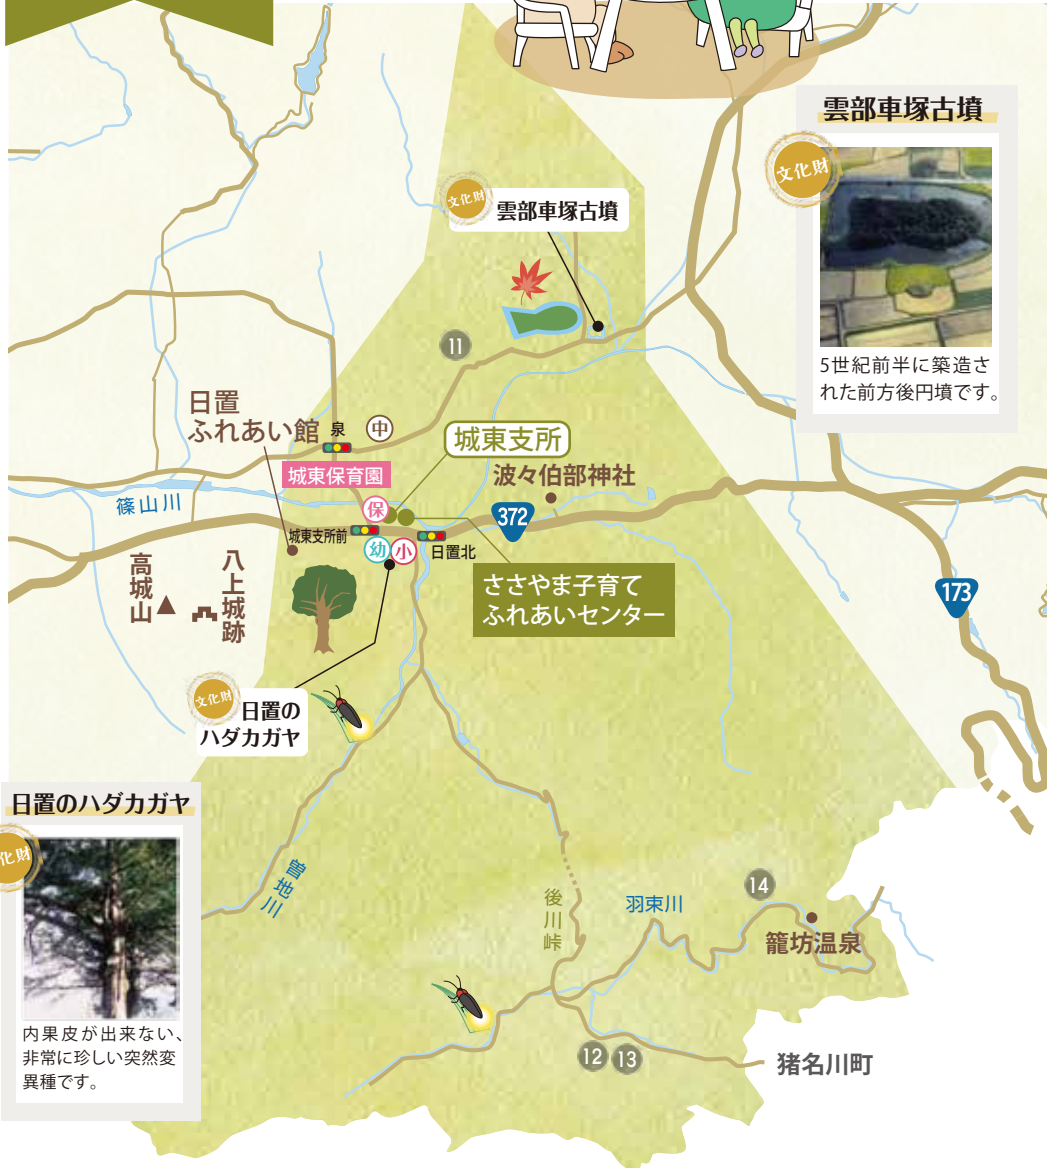 雲部車塚古墳
文化財
5世紀前半に築造さ
れた前方後円墳です。
文化財
雲部車塚古墳
11
日置
ふれあい館
泉
中
城東支所
城東保育園
波々伯部神社
篠山川
保
372
城東支所前
幼
小
日置北
高城山
八上城跡
ささやま子育て
ふれあいセンター
173
文化財
日置の
ハダカガヤ
日置のハダカガヤ
化財
内果皮が出来ない、
非常に珍しい突然変
異種です。
曽地川
後川峠
羽束川
14
籠坊温泉
12
13
猪名川町